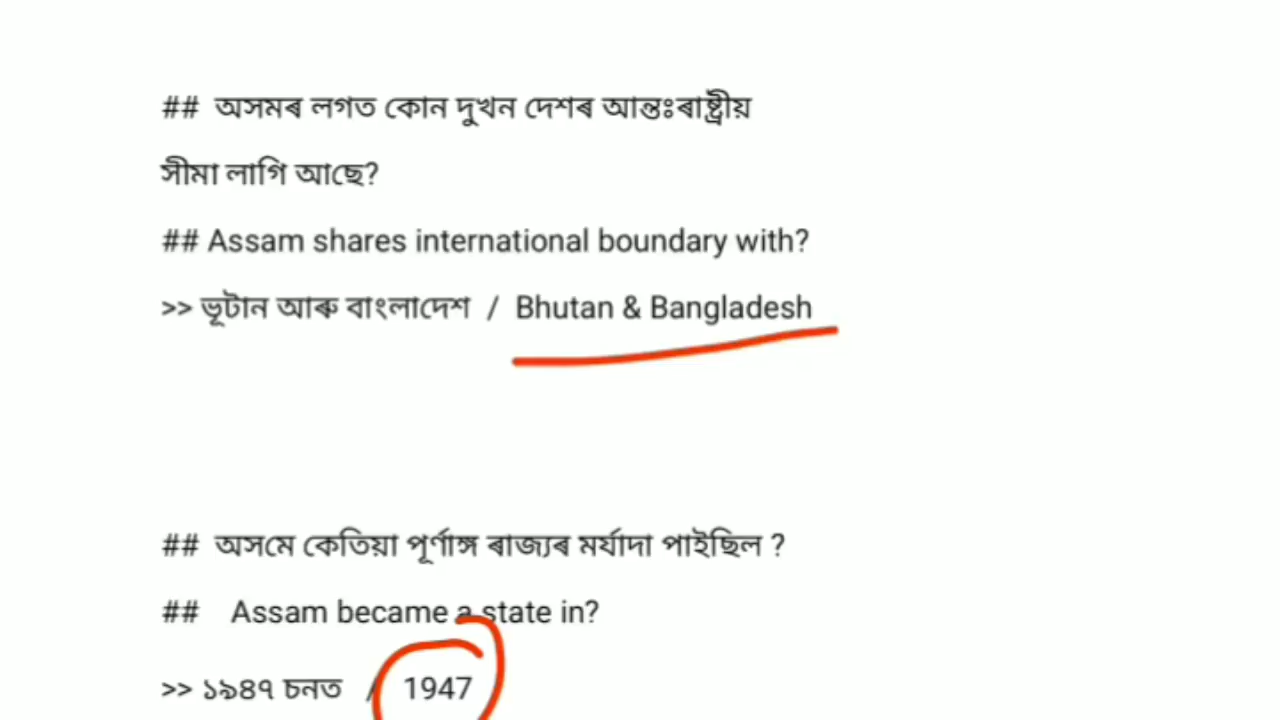 ## অসমৰ লগত কোন দুখন দেশৰ আন্তঃৰাষ্ট্ৰীয়
সীমা লাগি আছে?
## Assam shares international boundary with?
>> ভূটান আৰু বাংলাদেশ / Bhutan & Bangladesh
## অসমে কেতিয়া পূৰ্ণাঙ্গ ৰাজ্যৰ মৰ্যাদা পাইছিল ?
## Assam became a state in?
>> ১৯৪৭ চনত / 1947